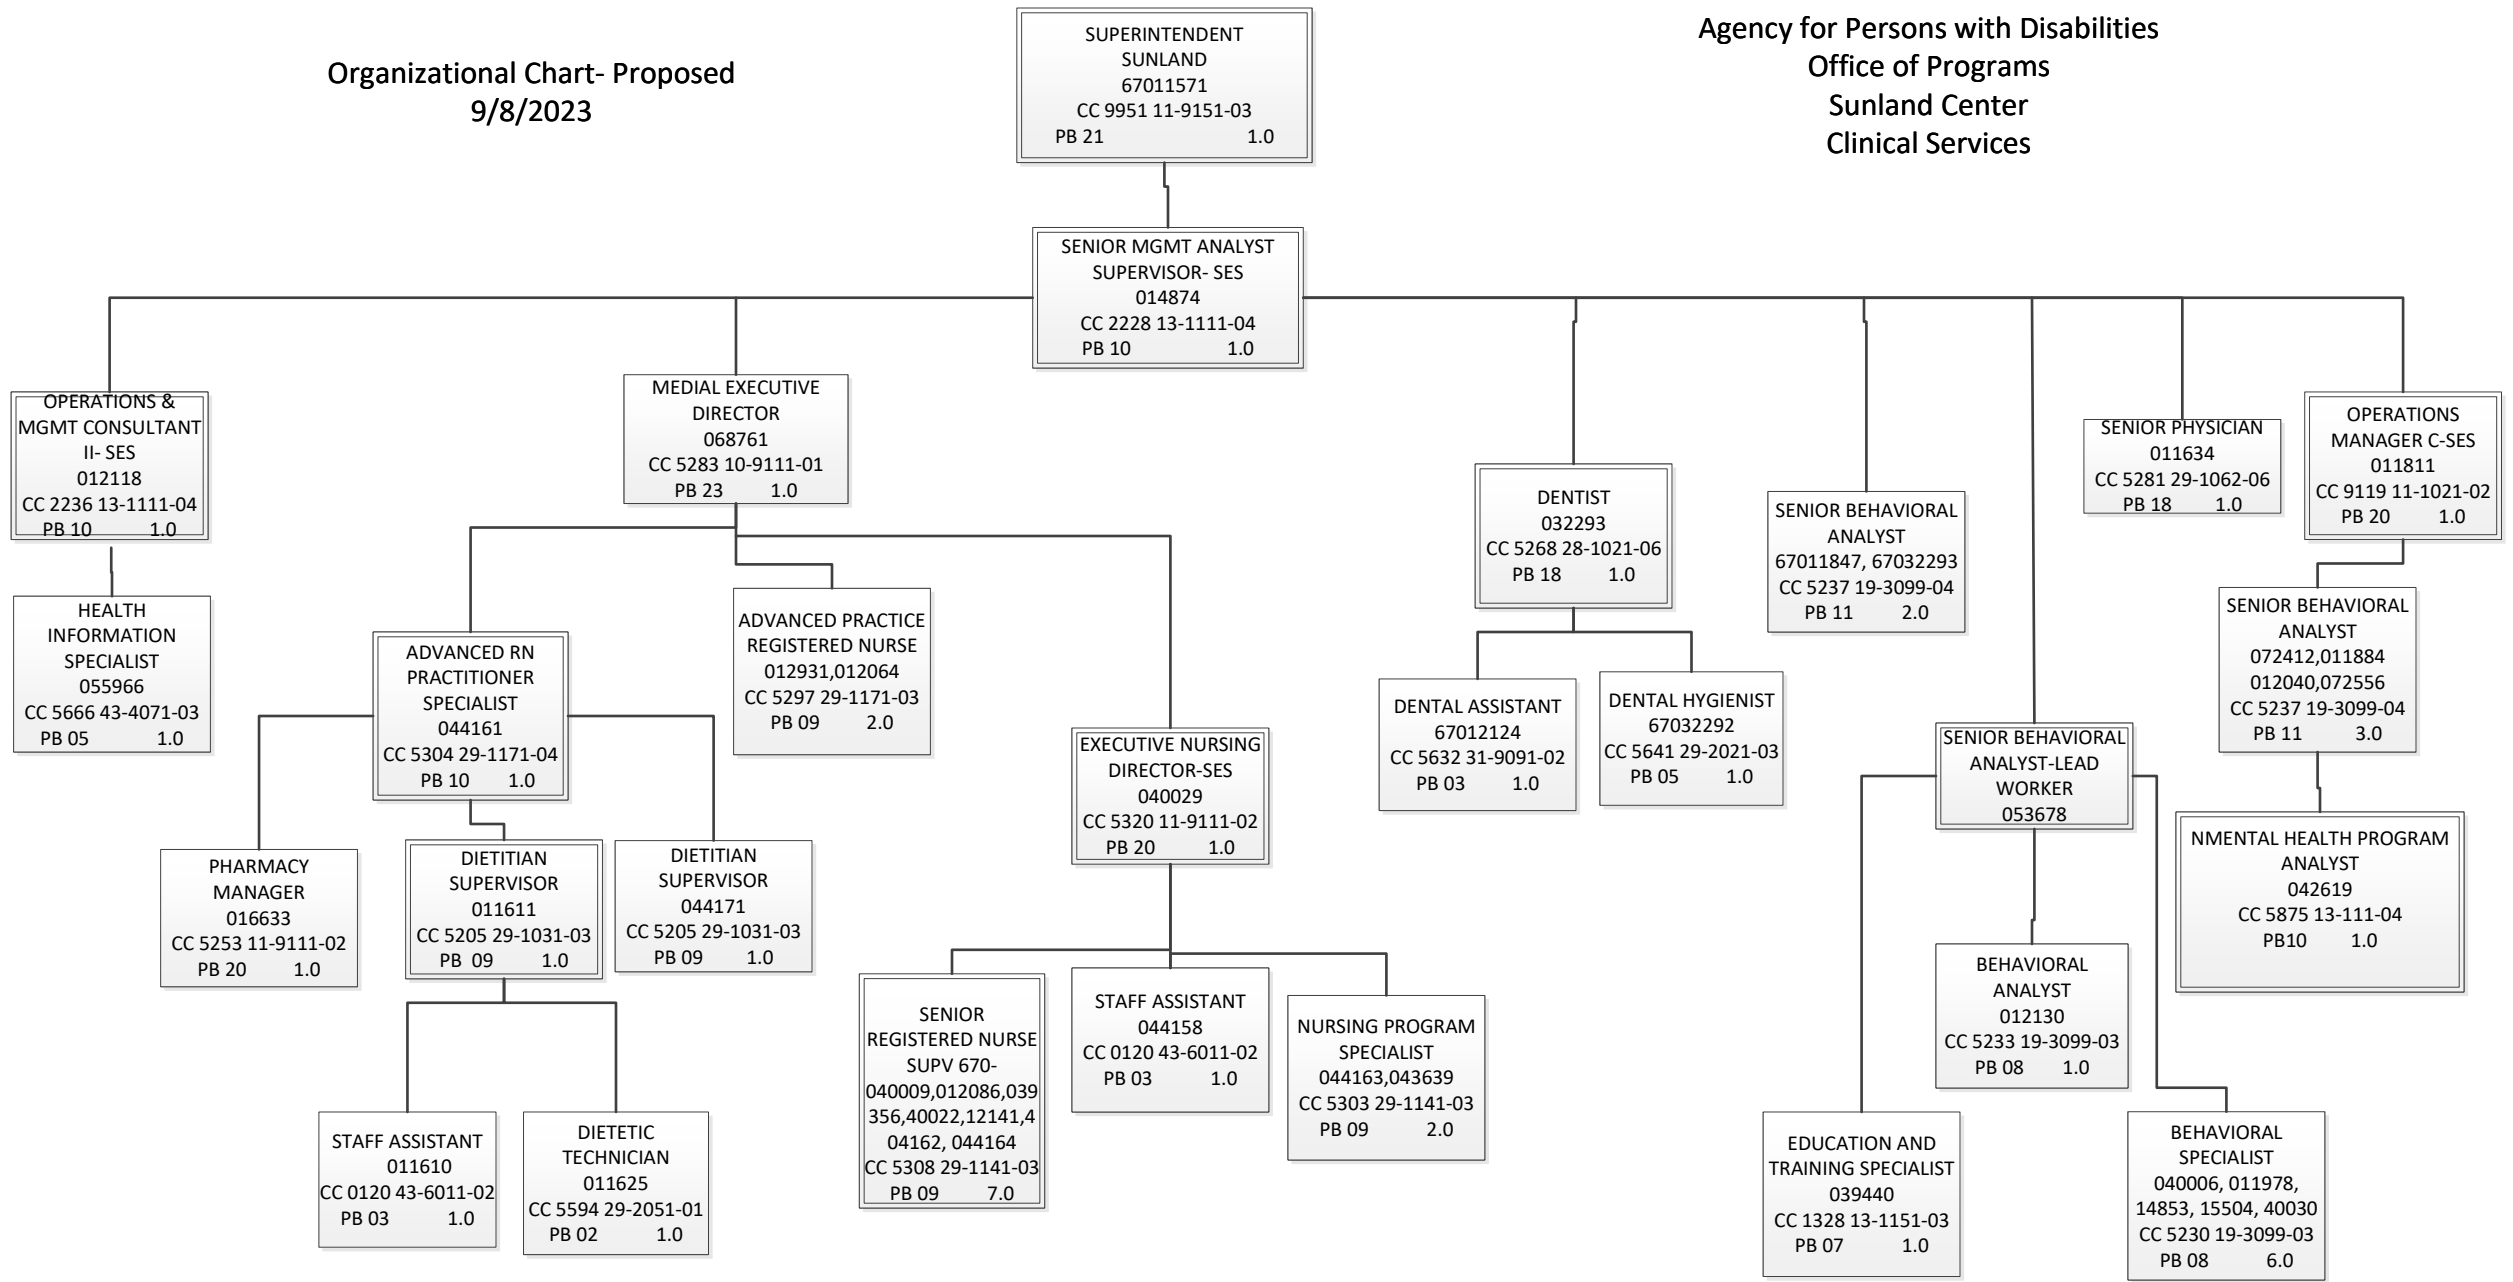 Organizational Chart- Proposed
9/8/2023
SUPERINTENDENT
SUNLAND
67011571
CC 9951 11-9151-03
PB 21 1.0
Agency for Persons with Disabilities
Office of Programs
Sunland Center
Clinical Services
SENIOR MGMT ANALYST
SUPERVISOR- SES
014874
CC 2228 13-1111-04
PB 10 1.0
OPERATIONS &
MGMT CONSULTANT
II- SES
012118
CC 2236 13-1111-04
PB 10 1.0
HEALTH
INFORMATION
SPECIALIST
055966
CC 5666 43-4071-03
PB 05 1.0
MEDIAL EXECUTIVE
DIRECTOR
068761
CC 5283 10-9111-01
PB 23 1.0
ADVANCED RN
PRACTITIONER
SPECIALIST
044161
CC 5304 29-1171-04
PB 10 1.0
ADVANCED PRACTICE
REGISTERED NURSE
012931,012064
CC 5297 29-1171-03
PB 09 2.0
EXECUTIVE NURSING
DIRECTOR-SES
040029
CC 5320 11-9111-02
PB 20 1.0
PHARMACY
MANAGER
016633
CC 5253 11-9111-02
PB 20 1.0
DIETITIAN
SUPERVISOR
011611
CC 5205 29-1031-03
PB 09 1.0
DIETITIAN
SUPERVISOR
044171
CC 5205 29-1031-03
PB 09 1.0
STAFF ASSISTANT
011610
CC 0120 43-6011-02
PB 03 1.0
DIETETIC
TECHNICIAN
011625
CC 5594 29-2051-01
PB 02 1.0
SENIOR
REGISTERED NURSE
SUPV 670-
040009,012086,039
356,40022,12141,4
04162, 044164
CC 5308 29-1141-03
PB 09 7.0
STAFF ASSISTANT
044158
CC 0120 43-6011-02
PB 03 1.0
NURSING PROGRAM
SPECIALIST
044163,043639
CC 5303 29-1141-03
PB 09 2.0
DENTIST
032293
CC 5268 28-1021-06
PB 18 1.0
DENTAL ASSISTANT
67012124
CC 5632 31-9091-02
PB 03 1.0
DENTAL HYGIENIST
67032292
CC 5641 29-2021-03
PB 05 1.0
SENIOR BEHAVIORAL
ANALYST
67011847, 67032293
CC 5237 19-3099-04
PB 11 2.0
SENIOR BEHAVIORAL
ANALYST-LEAD
WORKER
053678
EDUCATION AND
TRAINING SPECIALIST
039440
CC 1328 13-1151-03
PB 07 1.0
BEHAVIORAL
ANALYST
012130
CC 5233 19-3099-03
PB 08 1.0
BEHAVIORAL
SPECIALIST
040006, 011978,
14853, 15504, 40030
CC 5230 19-3099-03
PB 08 6.0
SENIOR PHYSICIAN
011634
CC 5281 29-1062-06
PB 18 1.0
OPERATIONS
MANAGER C-SES
011811
CC 9119 11-1021-02
PB 20 1.0
SENIOR BEHAVIORAL
ANALYST
072412,011884
012040,072556
CC 5237 19-3099-04
PB 11 3.0
NMENTAL HEALTH PROGRAM
ANALYST
042619
CC 5875 13-111-04
PB10 1.0